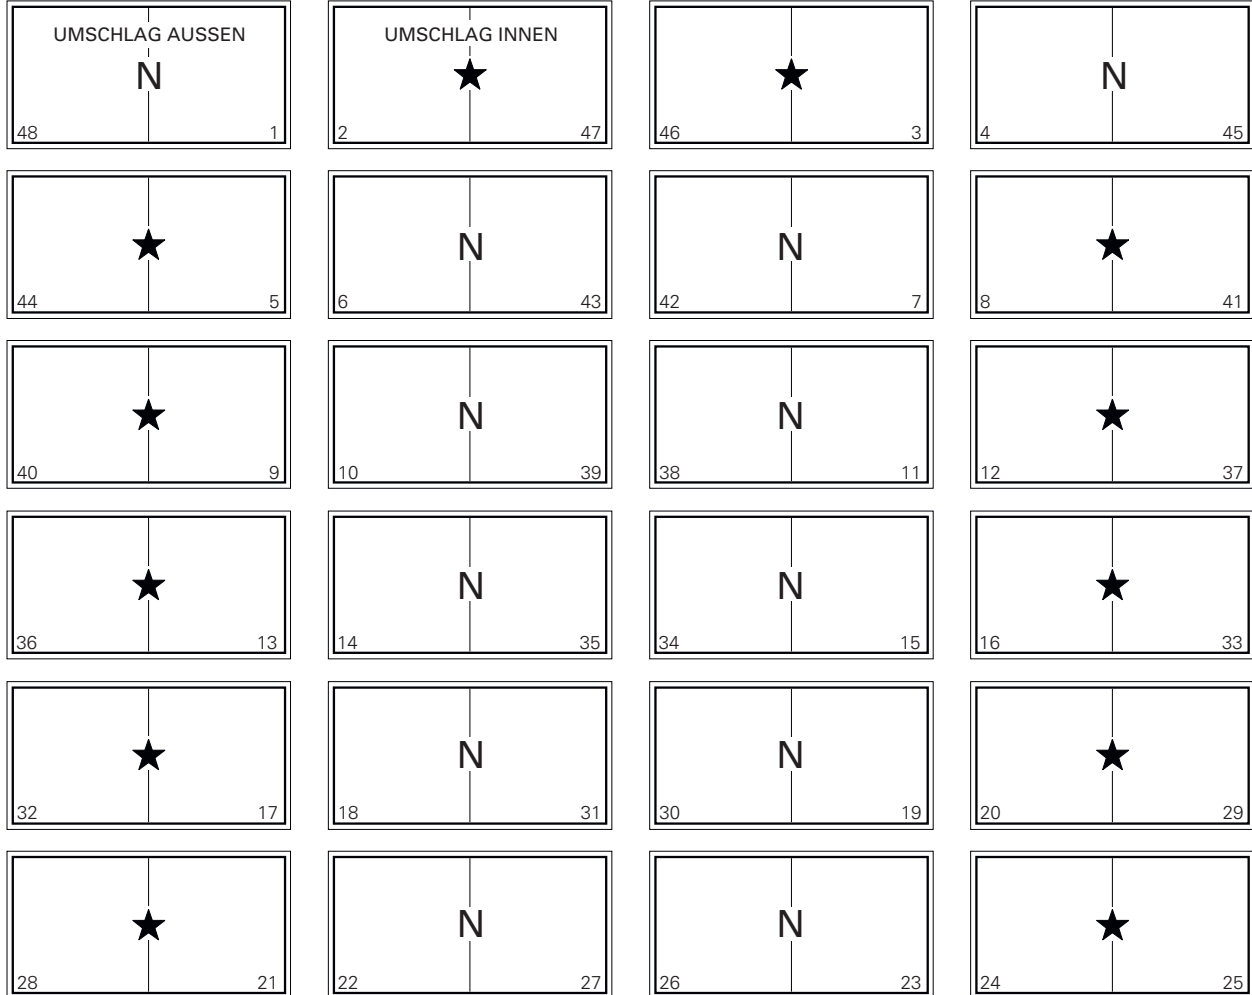 UMSCHLAG AUSSEN UMSCHLAG INNEN
N ★ ★ N
48 1 2 47 46 3 4 45
★ N N ★
44 5 6 43 42 7 8 41
★ N N ★
40 9 10 39 38 11 12 37
★ N N ★
36 13 14 35 34 15 16 33
★ N N ★
32 17 18 31 30 19 20 29
★ N N ★
28 21 22 27 26 23 24 25